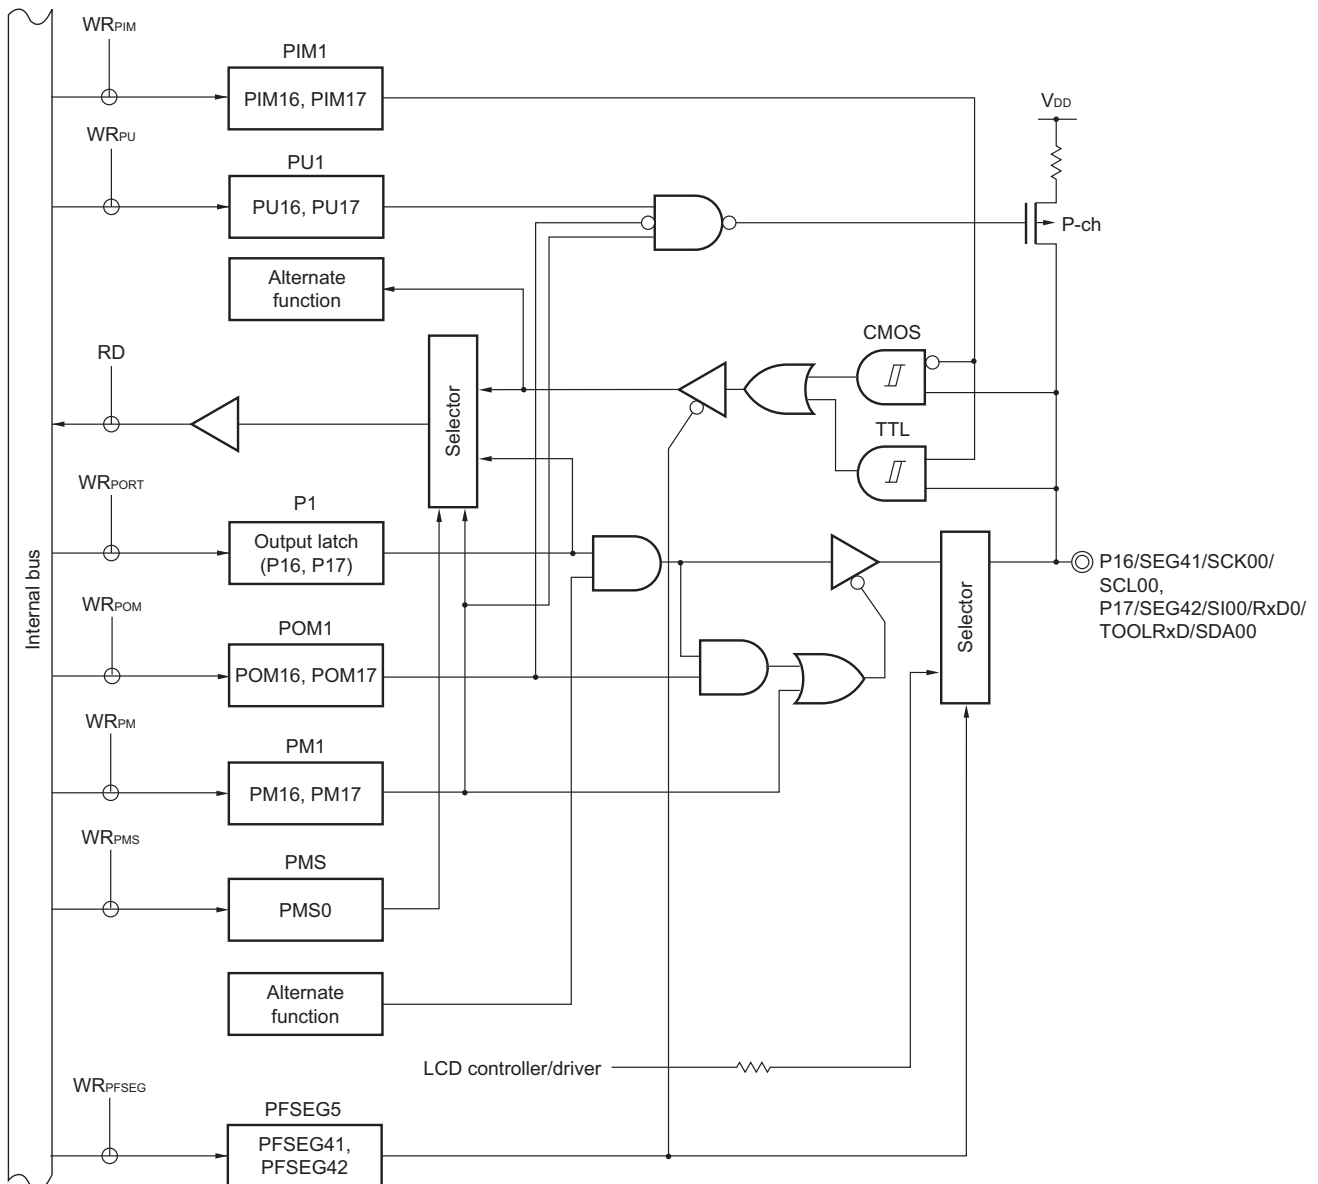 WRPIM
PIM1
PIM16, PIM17
VDD
WRPU
PU1
PU16, PU17
P-ch
Alternate
function
CMOS
RD
Selector
TTL
WRPORT
P1
Output latch
(P16, P17)
Internal bus
Selector
P16/SEG41/SCK00/
SCL00,
P17/SEG42/SI00/RxD0/
TOOLRxD/SDA00
WRPOM
POM1
POM16, POM17
WRPM
PM1
PM16, PM17
WRPMS
PMS
PMS0
Alternate
function
LCD controller/driver
WRPFSEG
PFSEG5
PFSEG41,
PFSEG42